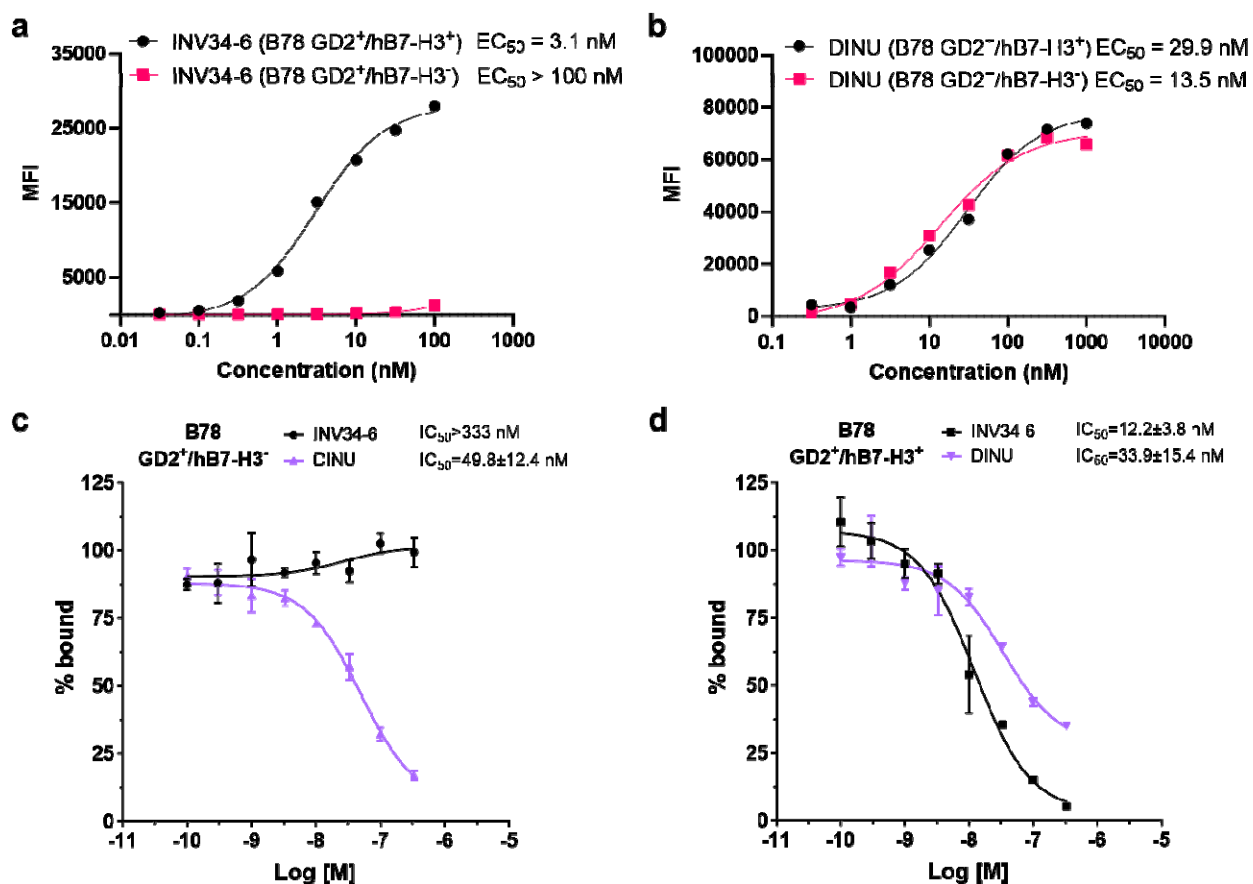 a
INV34-6 (B78 GD2⁺/hB7-H3⁺) EC₅₀ = 3.1 nM
INV34-6 (B78 GD2⁺/hB7-H3⁻) EC₅₀ > 100 nM
35000
25000
15000
5000
MFI
0.01
0.1
1
10
100
1000
Concentration (nM)
b
DINU (B78 GD2⁻/hB7-H3⁺) EC₅₀ = 29.9 nM
DINU (B78 GD2⁻/hB7-H3⁻) EC₅₀ = 13.5 nM
100000
80000
60000
40000
20000
0
MFI
0.1
1
10
100
1000
10000
Concentration (nM)
c
B78
GD2⁺/hB7-H3⁻
INV34-6 IC₅₀>333 nM
CINU IC₅₀=49.8±12.4 nM
125
100
75
50
25
0
% bound
-11
-10
-9
-8
-7
-6
-5
Log [M]
d
B78
GD2⁺/hB7-H3⁺
INV34 6 IC₅₀=12.2±3.8 nM
DINU IC₅₀=33.9±15.4 nM
125
100
75
50
25
0
% bound
-11
-10
-9
-8
-7
-6
-5
Log [M]